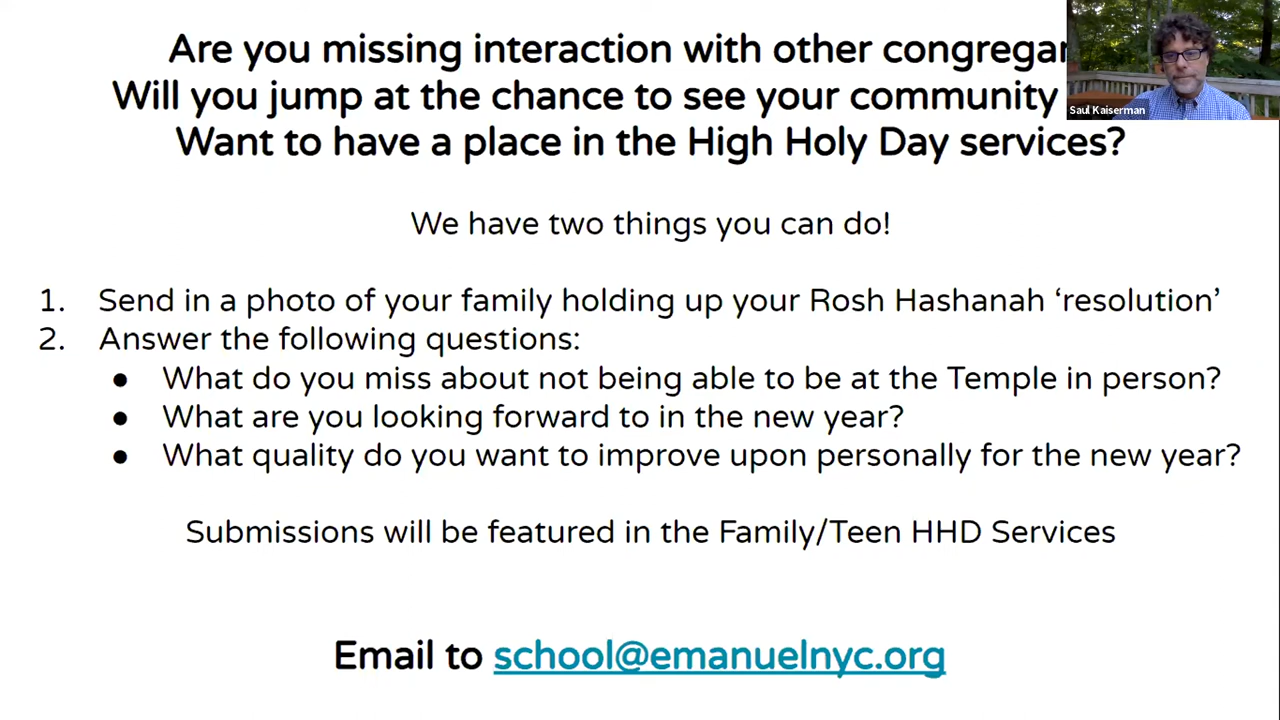 Are you missing interaction with other
Will you jump at the chance to see your community
Want to have a place in the High Holy Day services?
Saul Kaiserman
We have two things you can do!
1. Send in a photo of your family holding up your Rosh Hashanah ‘resolution’
2. Answer the following questions:
● What do you miss about not being able to be at the Temple in person?
● What are you looking forward to in the new year?
● What quality do you want to improve upon personally for the new year?
Submissions will be featured in the Family/Teen HHD Services
Email to school@emanuelnyc.org